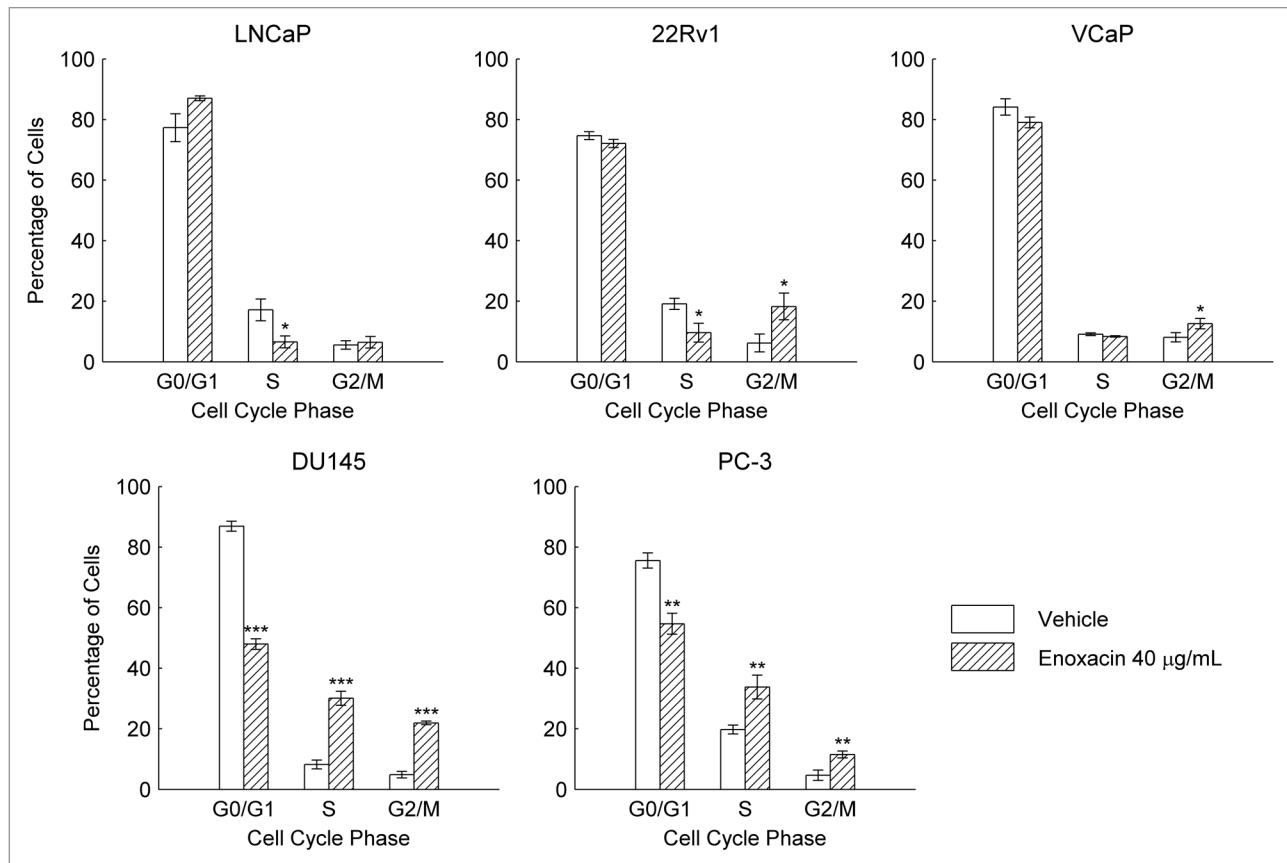 LNCaP
22Rv1
VCaP
Percentage of Cells
100
80
60
40
20
0
*
G0/G1 S G2/M
Cell Cycle Phase
100
80
60
40
20
0
*
*
G0/G1 S G2/M
Cell Cycle Phase
100
80
60
40
20
0
*
G0/G1 S G2/M
Cell Cycle Phase
DU145
PC-3
Percentage of Cells
100
80
60
40
20
0
***
***
***
G0/G1 S G2/M
Cell Cycle Phase
100
80
60
40
20
0
**
**
**
G0/G1 S G2/M
Cell Cycle Phase
Vehicle
Enoxacin 40 μg/mL